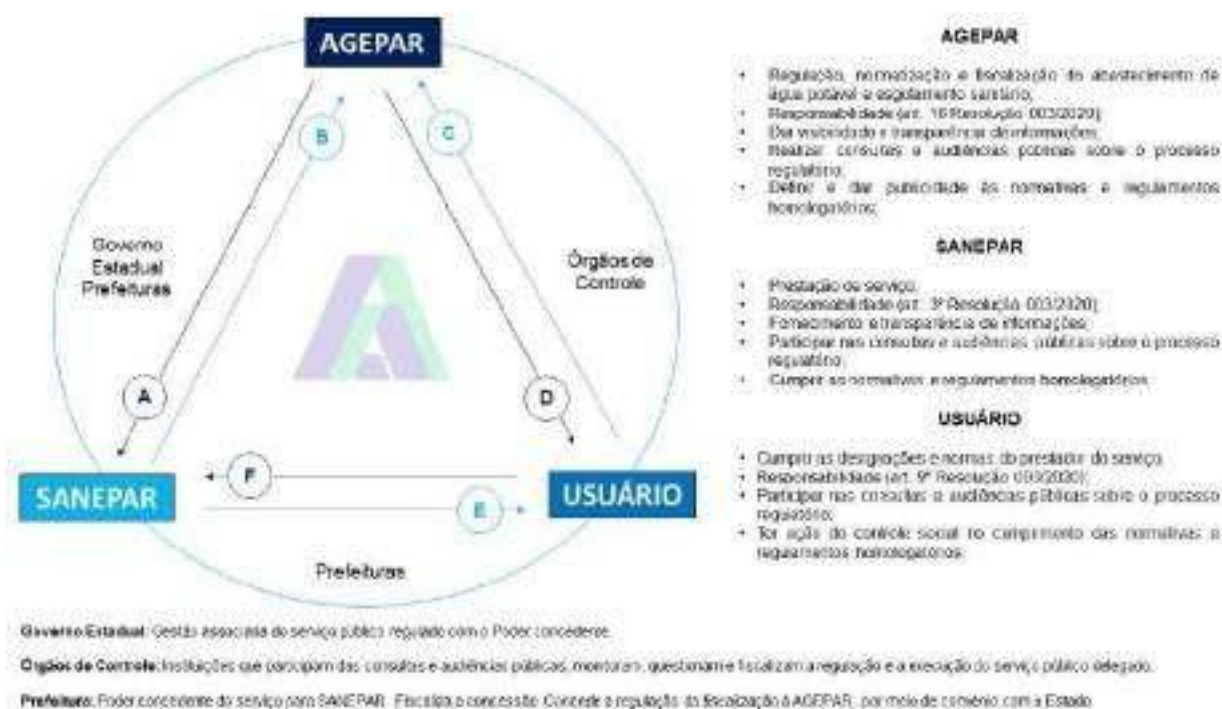 AGEPAR
B
C
Governo
Estadual
Prefeituras
Órgãos de
Controle
A
D
SANEPAR
F
E
USUÁRIO
Prefeituras
AGEPAR
• Regulação, normatização e fiscalização do abastecimento de
água potável e esgotamento sanitário;
• Responsabilidade (art. 16 Resolução 003/2020);
• Dar visibilidade e transparência de informações;
• Realizar consultas e audiências públicas sobre o processo
regulatório;
• Definir e dar publicidade às normativas e regulamentos
homologatórios;
SANEPAR
• Prestação de serviço;
• Responsabilidade (art. 3º Resolução 003/2020);
• Fornecimento e transparência de informações;
• Participar nas consultas e audiências públicas sobre o processo
regulatório;
• Cumprir as normativas e regulamentos homologatórios;
USUÁRIO
• Cumprir as designações e normas do prestador do serviço
• Responsabilidade (art. 9º Resolução 003/2020);
• Participar nas consultas e audiências públicas sobre o processo
regulatório;
• Ter ação do controle social no cumprimento das normativas e
regulamentos homologatórios
Governo Estadual: Gestão associada do serviço público regulado com o Poder concedente.
Órgãos de Controle: Instituições que participam das consultas e audiências públicas, monitoram, questionam e fiscalizam a regulação e a execução do serviço público delegado.
Prefeitura: Poder concedente do serviço para SANEPAR. Fiscaliza a concessão. Concede a regulação da fiscalização à AGEPAR, por meio de convênio com o Estado